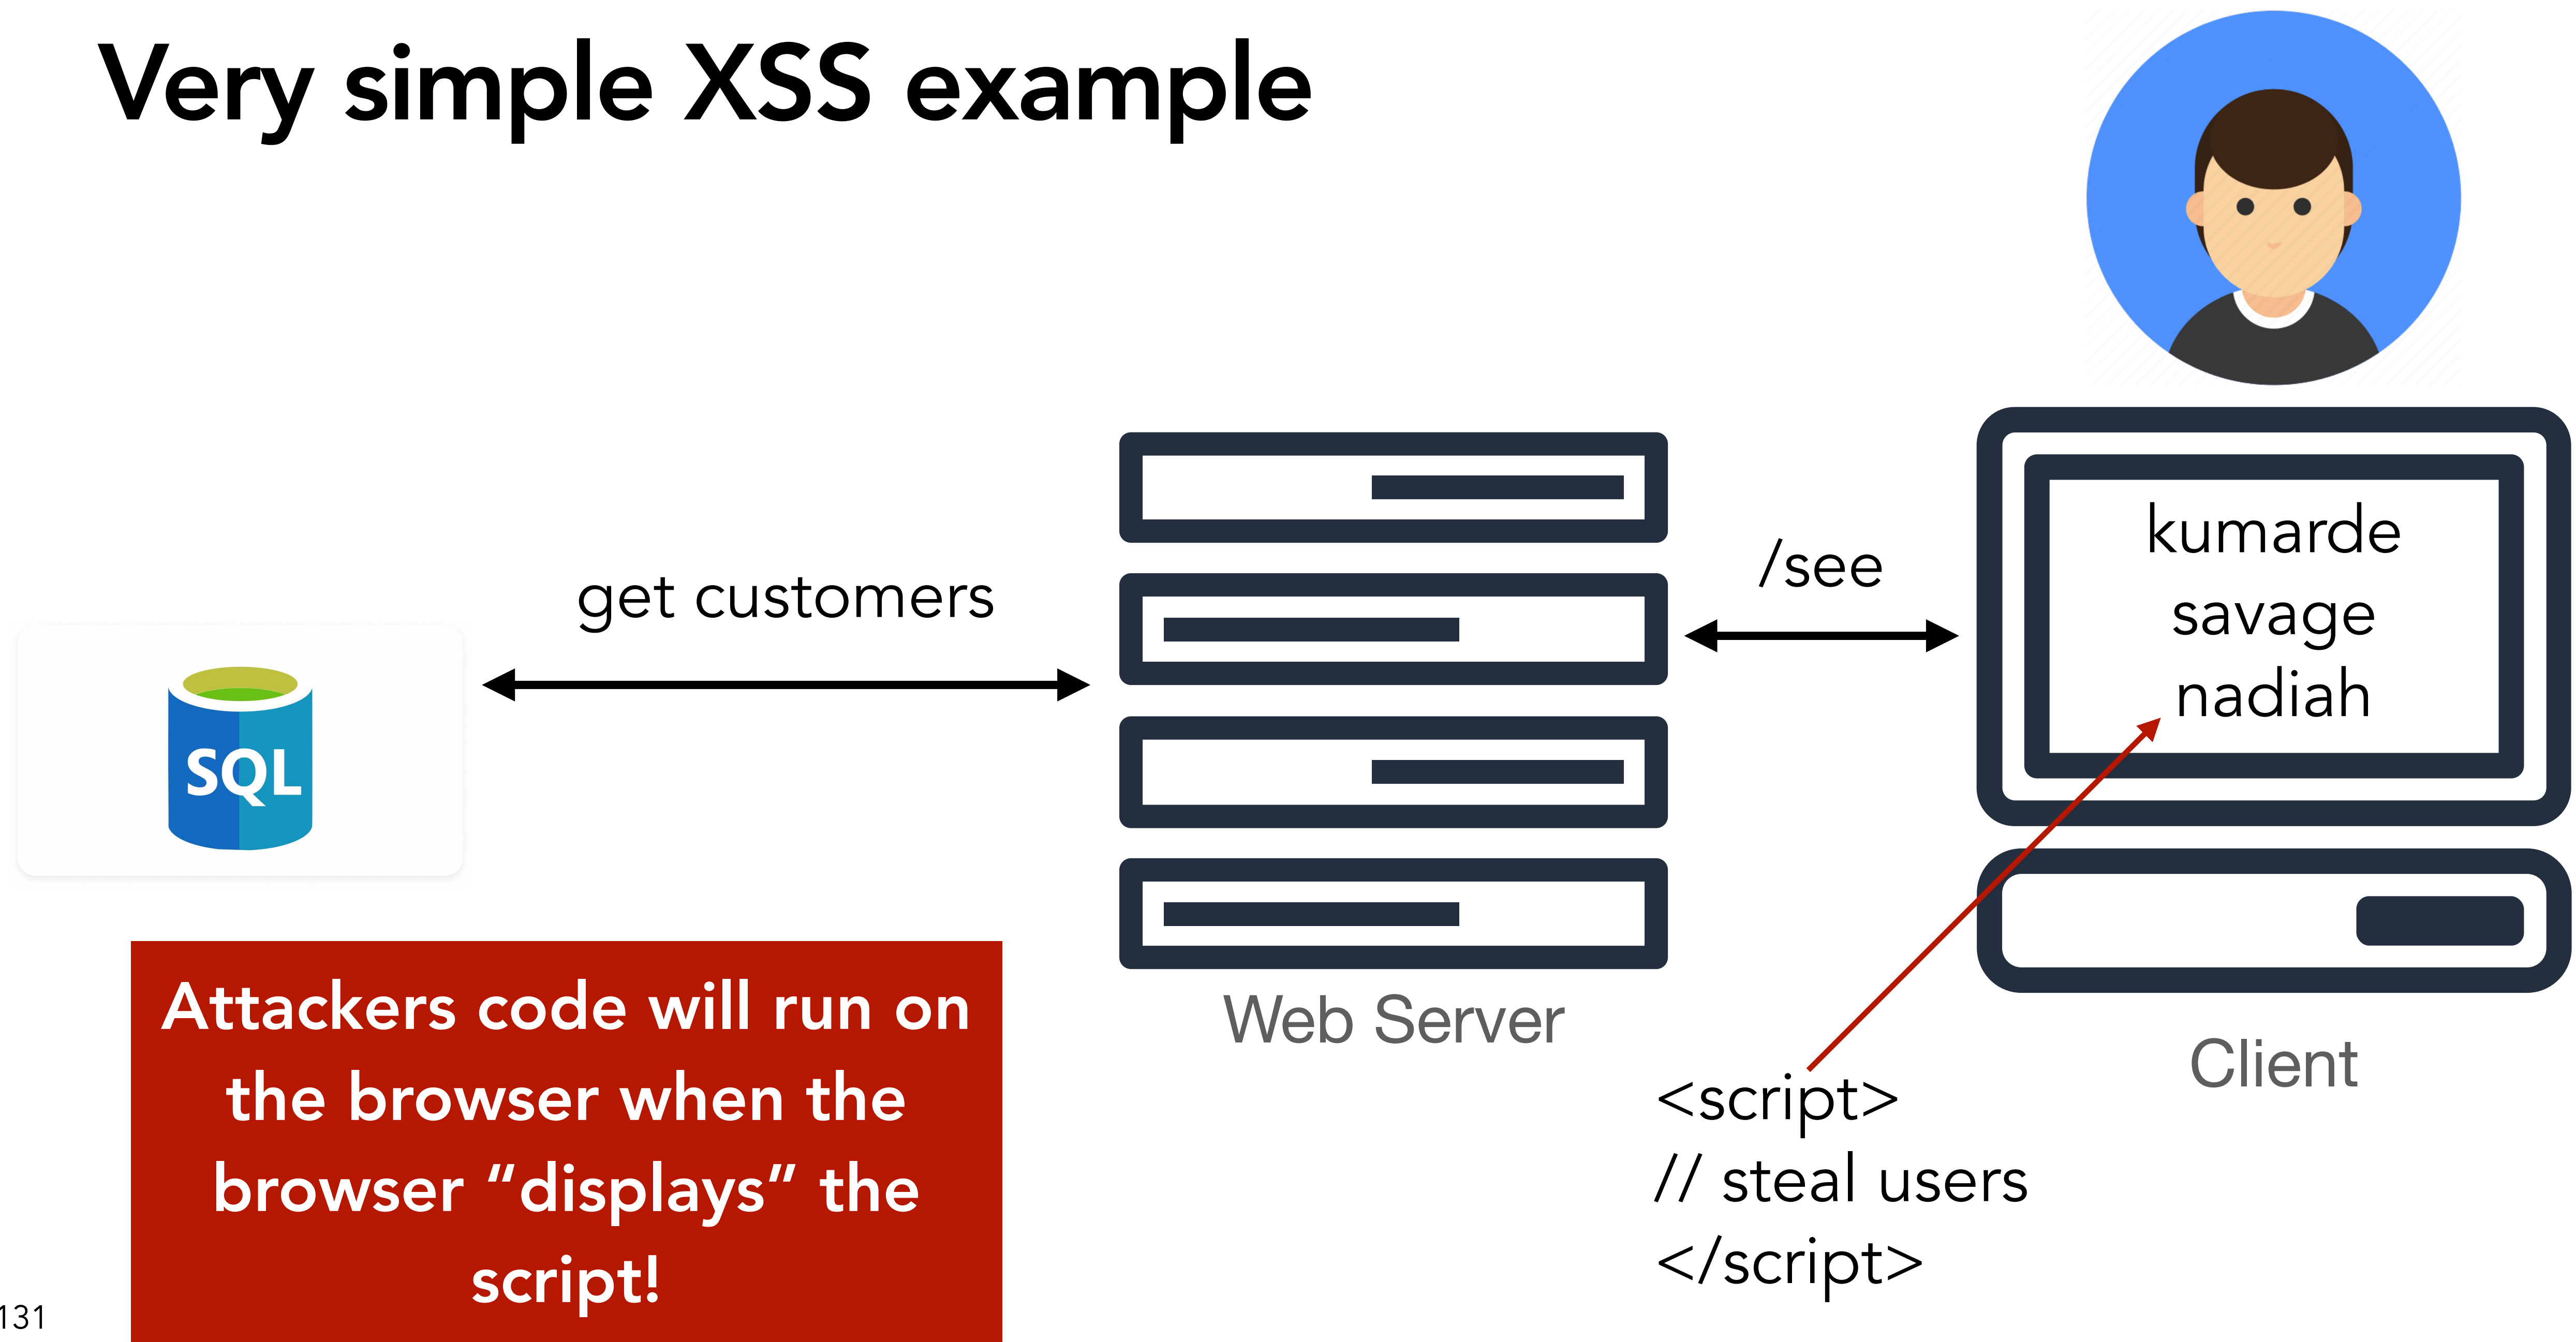 Very simple XSS example
get customers
SQL
/see
kumarde
savage
nadiah
Web Server
Client
<script>
// steal users
</script>
Attackers code will run on
the browser when the
browser “displays” the
script!
131